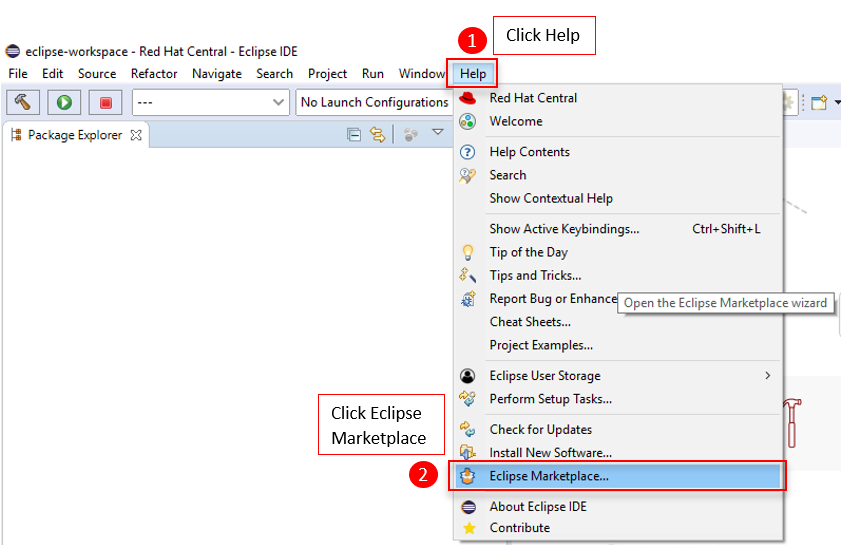 1
Click Help
eclipse-workspace - Red Hat Central - Eclipse IDE
File Edit Source Refactor Navigate Search Project Run Window Help
--- No Launch Configurations
Package Explorer
Red Hat Central
Welcome
Help Contents
Search
Show Contextual Help
Show Active Keybindings... Ctrl+Shift+L
Tip of the Day
Tips and Tricks...
Report Bug or Enhance
Open the Eclipse Marketplace wizard
Cheat Sheets...
Project Examples...
Eclipse User Storage
Perform Setup Tasks...
Click Eclipse
Marketplace
Check for Updates
Install New Software...
2
Eclipse Marketplace...
About Eclipse IDE
Contribute